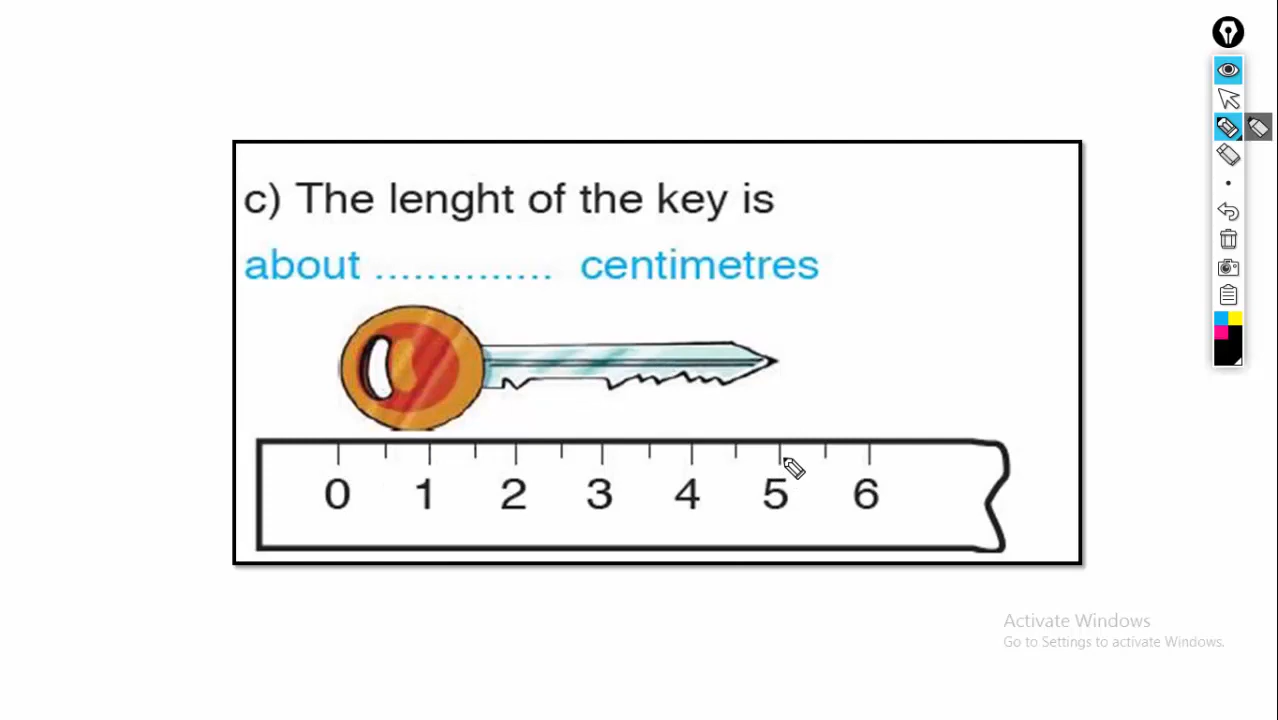 c) The lenght of the key is
about .............. centimetres
0 1 2 3 4 5 6
Activate Windows
Go to Settings to activate Windows.